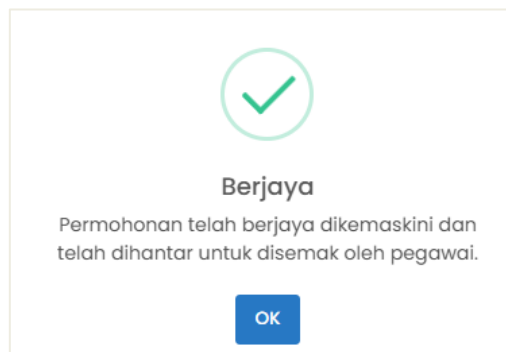 Berjaya
Permohonan telah berjaya dikemaskini dan
telah dihantar untuk disemak oleh pegawai.
OK